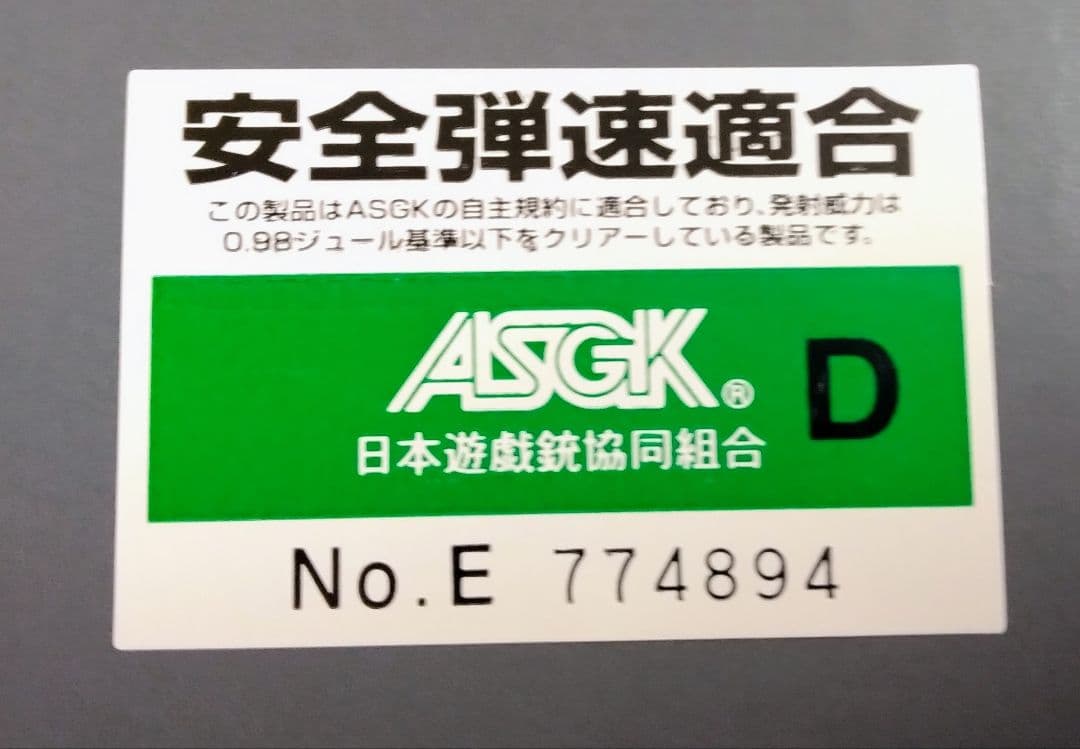 安全弾速適合
この製品はASGKの自主規約に適合しており、発射威力は
0.98ジュール基準以下をクリアーしている製品です。
ASGK® D
日本遊戯銃協同組合
No.E 774894